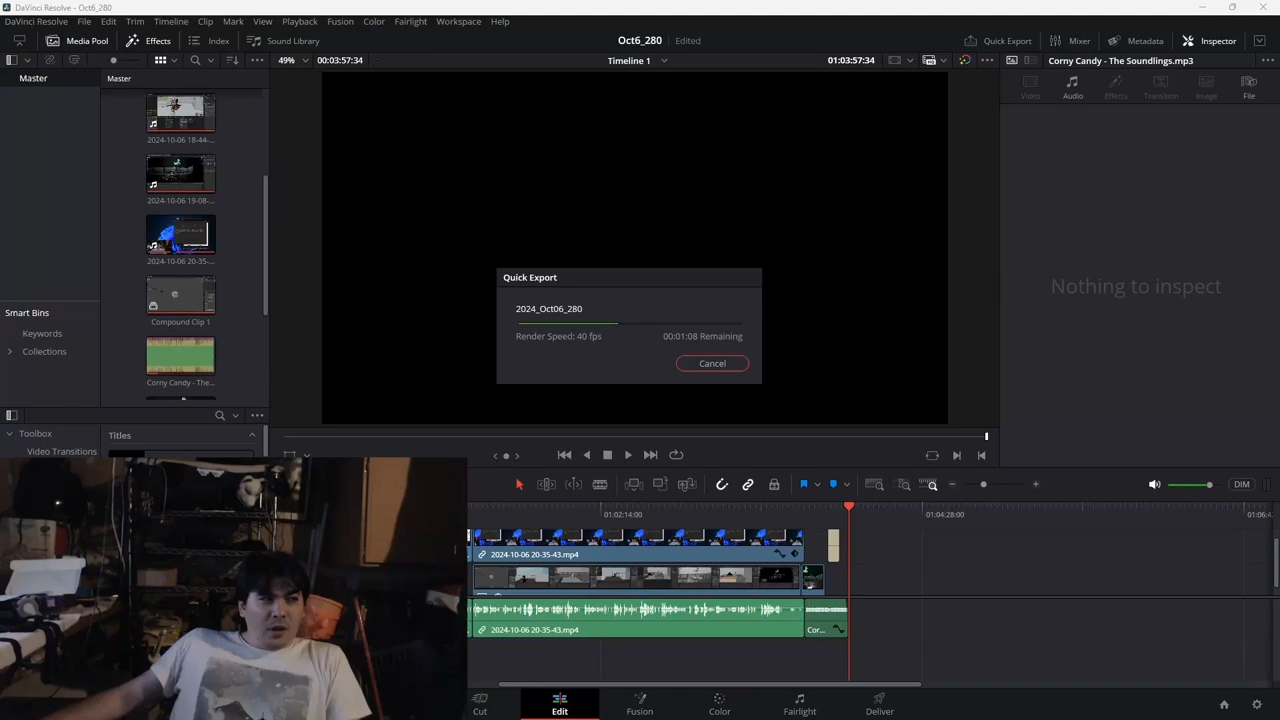 DaVinci Resolve - Oct6_280
DaVinci Resolve File Edit Trim Timeline Clip Mark View Playback Fusion Color Fairlight Workspace Help
Media Pool Effects Index Sound Library Oct6_280 Edited Quick Export Mixer Metadata Inspector
49% 00:03:57:34 Timeline 1 01:03:57:34 Corny Candy - The Soundlings.mp3
Master Master
Video Audio Effects Transition Image File
2024-10-06 18-44-...
2024-10-06 19-08-...
2024-10-06 20-35-...
Compound Clip 1
Corny Candy - The...
Smart Bins
Keywords
Collections
Nothing to inspect
Quick Export
2024_Oct06_280
Render Speed: 40 fps 00:01:08 Remaining
Cancel
Toolbox Titles
Video Transitions
DIM
01:02:14:00 01:04:28:00 01:06:4
2024-10-06 20-35-43.mp4
2024-10-06 20-35-43.mp4 Cor...
Cut Edit Fusion Color Fairlight Deliver